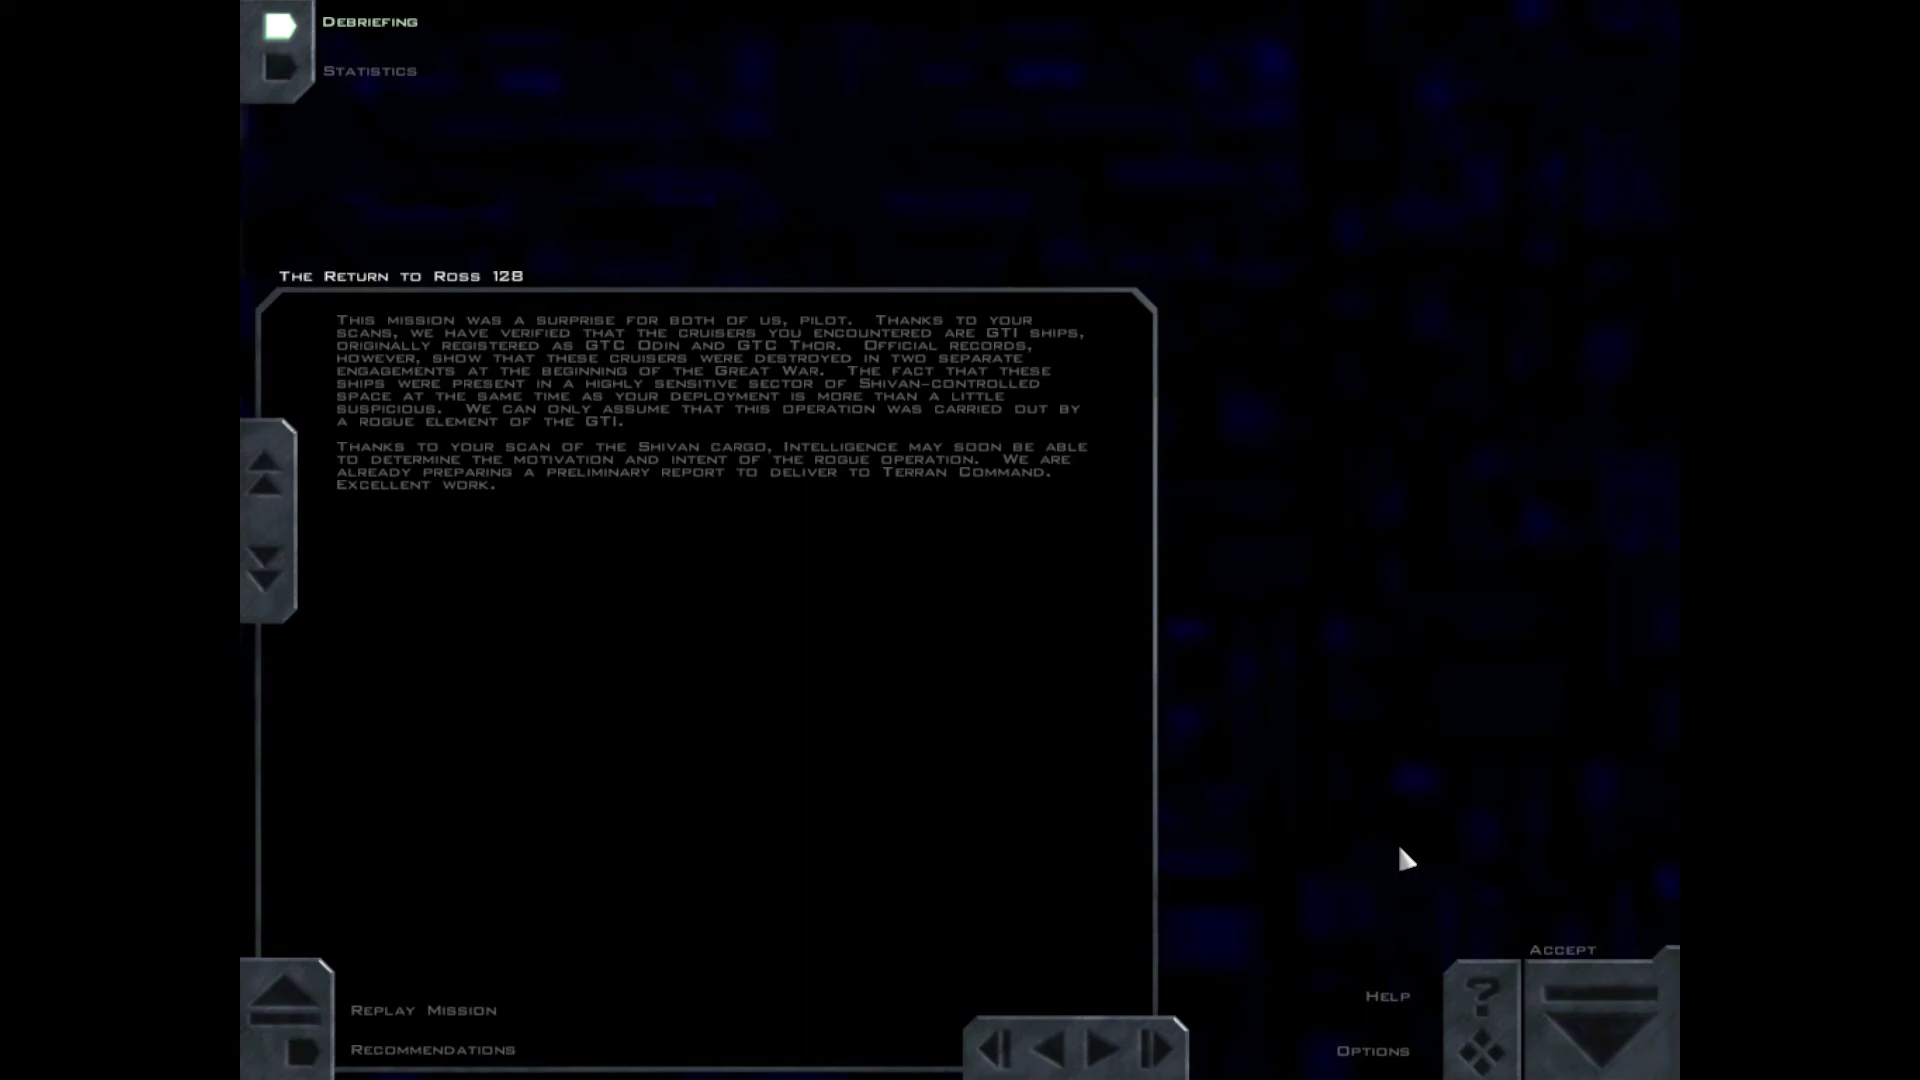 Debriefing
Statistics
The Return to Ross 128
This mission was a surprise for both of us, pilot. Thanks to your
scans, we have verified that the cruisers you encountered are GTI ships,
originally registered as GTC Odin and GTC Thor. Official records,
however, show that these cruisers were destroyed in two separate
engagements at the beginning of the Great War. The fact that these
ships were present in a highly sensitive sector of Shivan-controlled
space at the same time as your deployment is more than a little
suspicious. We can only assume that this operation was carried out by
a rogue element of the GTI.
Thanks to your scan of the Shivan cargo, Intelligence may soon be able
to determine the motivation and intent of the rogue operation. We are
already preparing a preliminary report to deliver to Terran Command.
Excellent work.
Accept
Help
Replay Mission
Recommendations
Options
?